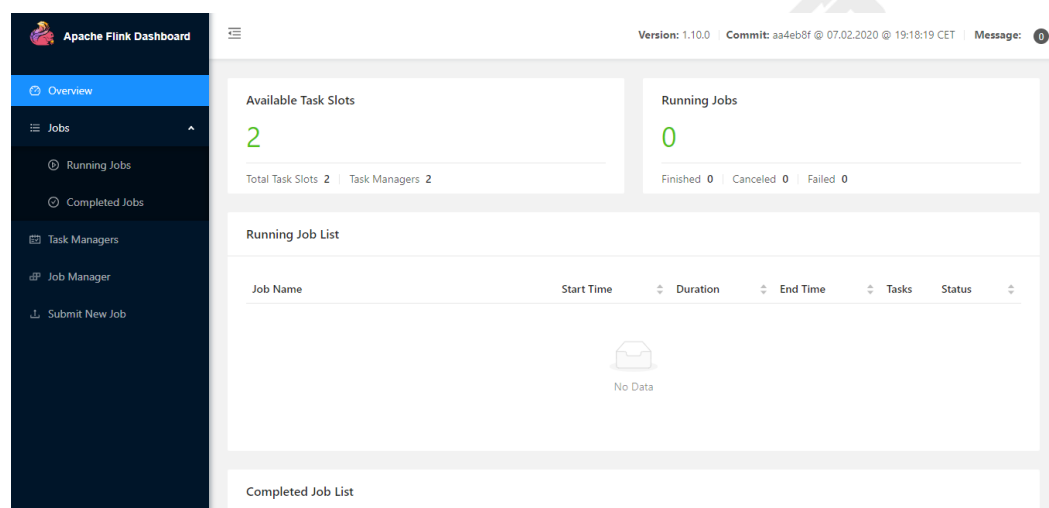 Apache Flink Dashboard
Version: 1.10.0 Commit: aa4eb8f @ 07.02.2020 @ 19:18:19 CET Message: 0
Overview
Jobs
Running Jobs
Completed Jobs
Task Managers
Job Manager
Submit New Job
Available Task Slots
2
Total Task Slots 2 Task Managers 2
Running Jobs
0
Finished 0 Canceled 0 Failed 0
Running Job List
Job Name Start Time Duration End Time Tasks Status
No Data
Completed Job List